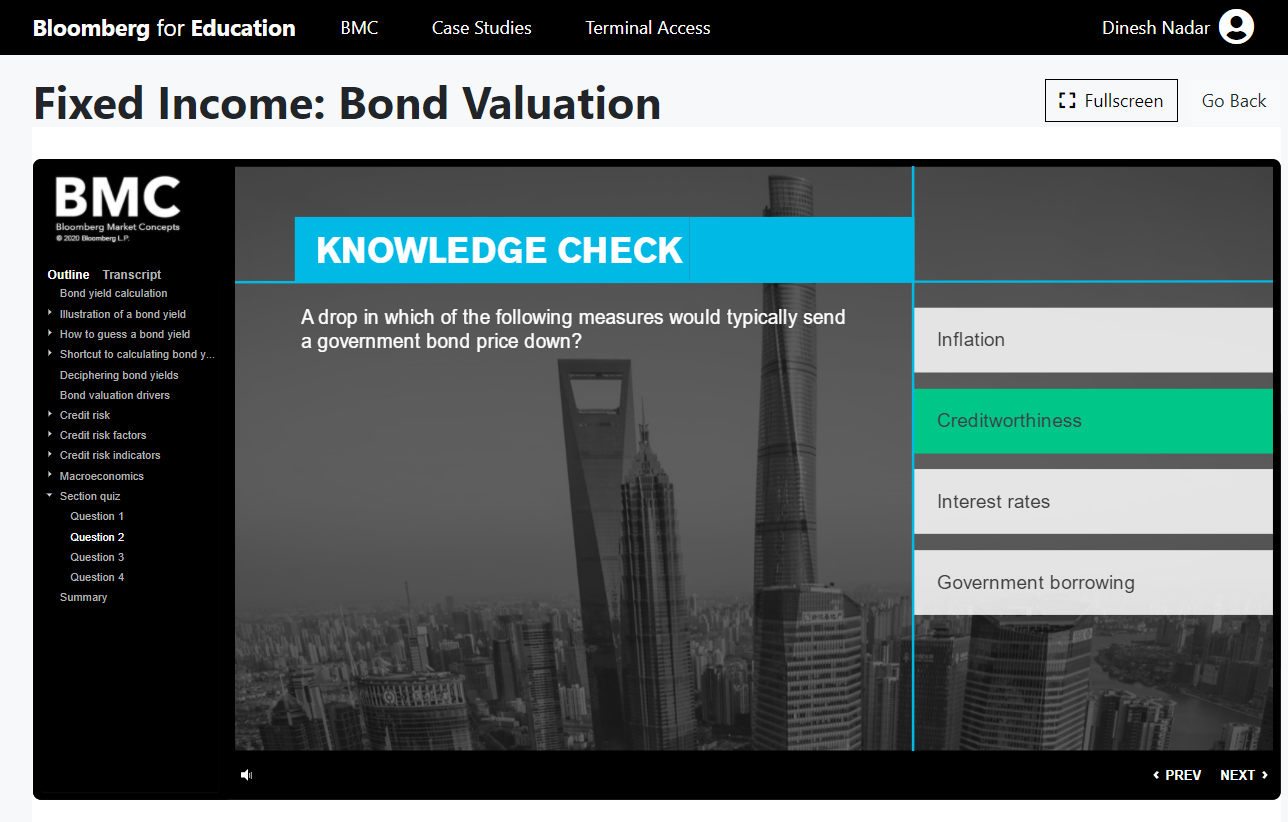 Bloomberg for Education
BMC
Case Studies
Terminal Access
Dinesh Nadar
Fixed Income: Bond Valuation
Fullscreen
Go Back
BMC
Bloomberg Market Concepts
© 2020 Bloomberg L.P.
Outline Transcript
Bond yield calculation
Illustration of a bond yield
How to guess a bond yield
Shortcut to calculating bond y...
Deciphering bond yields
Bond valuation drivers
Credit risk
Credit risk factors
Credit risk indicators
Macroeconomics
Section quiz
Question 1
Question 2
Question 3
Question 4
Summary
KNOWLEDGE CHECK
A drop in which of the following measures would typically send
a government bond price down?
Inflation
Creditworthiness
Interest rates
Government borrowing
‹ PREV
NEXT ›